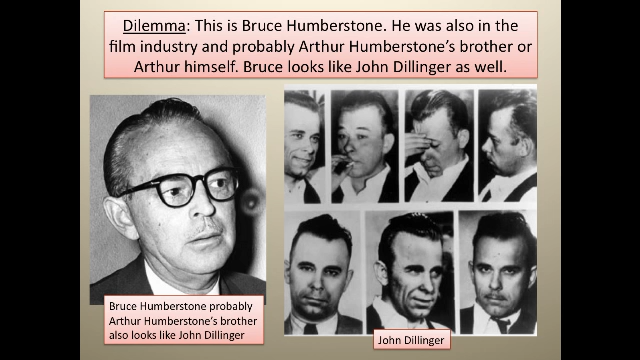 Dilemma: This is Bruce Humberstone. He was also in the
film industry and probably Arthur Humberstone's brother or
Arthur himself. Bruce looks like John Dillinger as well.
Bruce Humberstone probably
Arthur Humberstone's brother
also looks like John Dillinger
John Dillinger